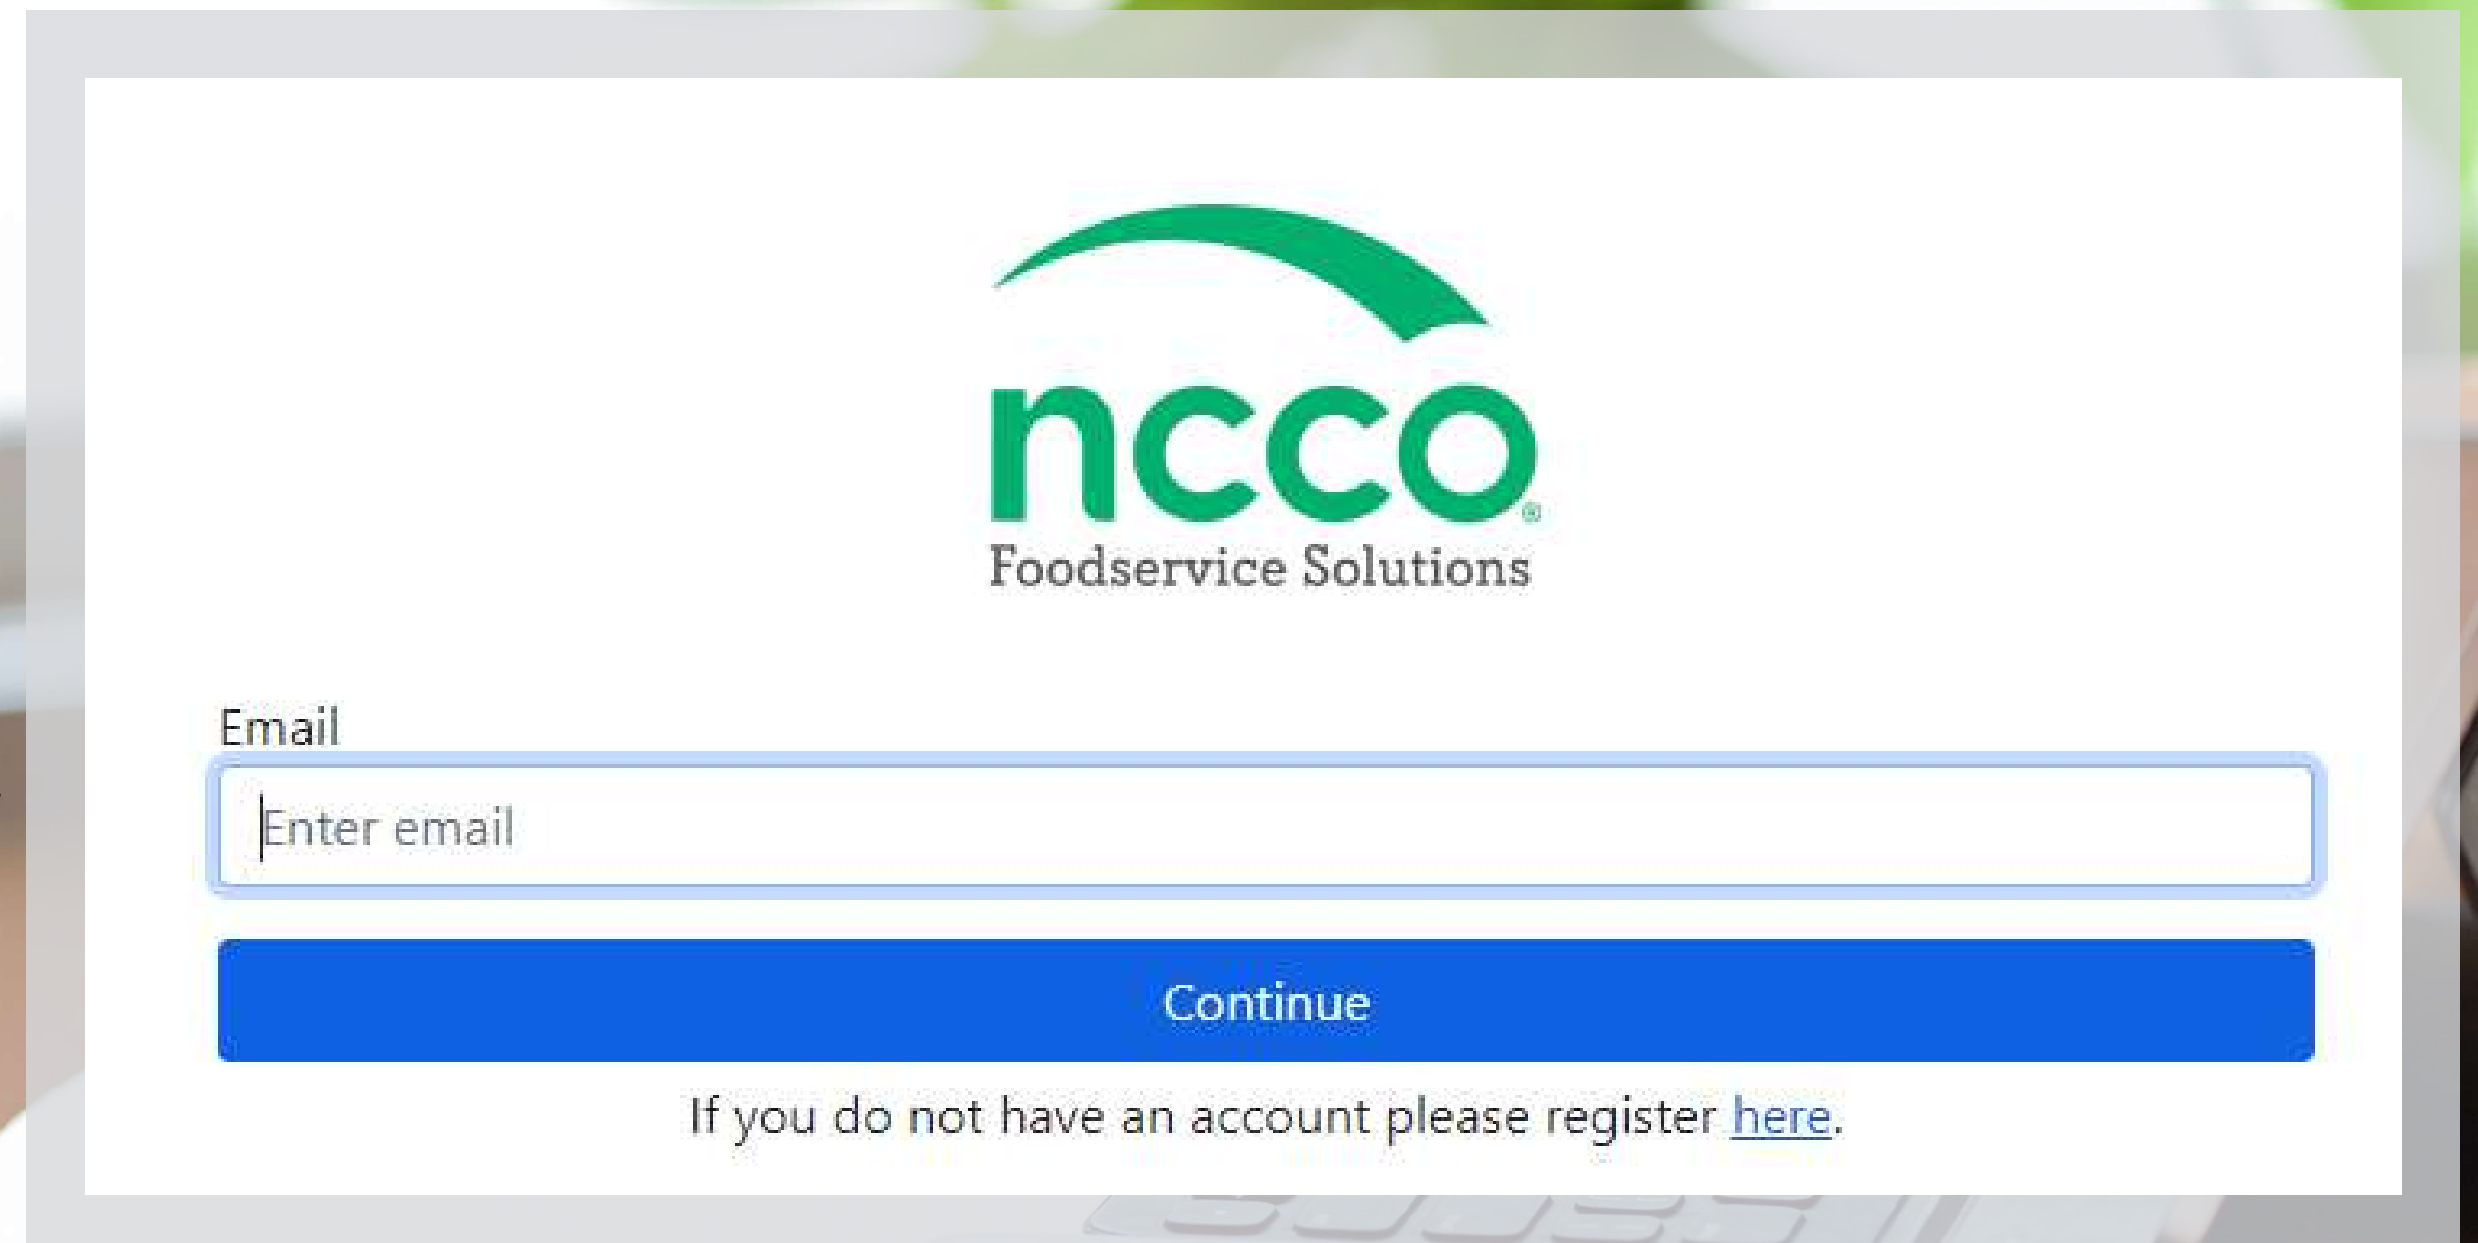 ncco®
Foodservice Solutions
Email
Enter email
Continue
If you do not have an account please register here.